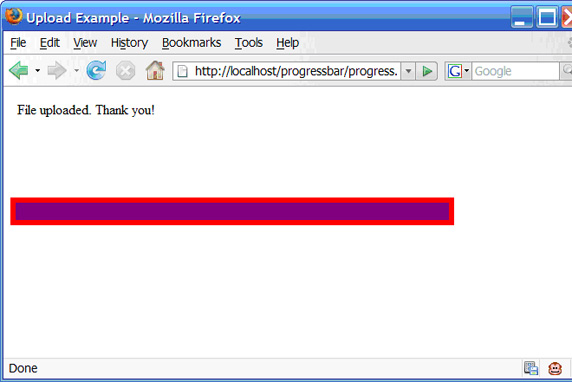 Upload Example - Mozilla Firefox
File Edit View History Bookmarks Tools Help
http://localhost/progressbar/progress. G Google
File uploaded. Thank you!
Done